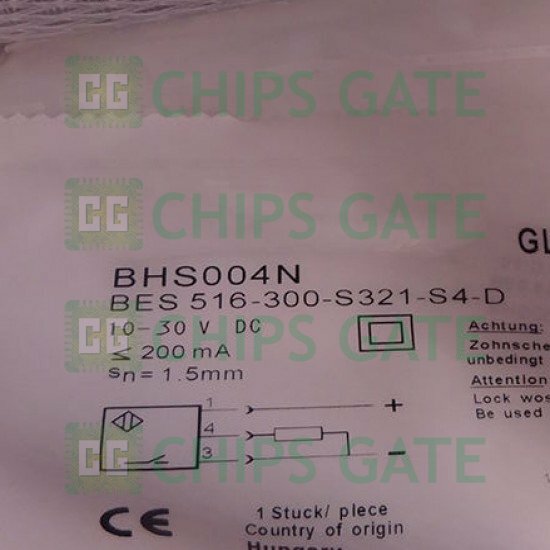 CG CHIPS GATE
CG CHIPS GATE
GL
BHS004N
BES 516-300-S321-S4-D
10-30 V DC
≤ 200 mA
Sn= 1.5mm
Achtung:
Zohnsche
unbedingt
Attention
Lock wos
Be used
CG CHIPS GATE
1
+
4
3
−
CG CHIPS GATE
CE
1 Stuck/ piece
Country of origin
Hungary